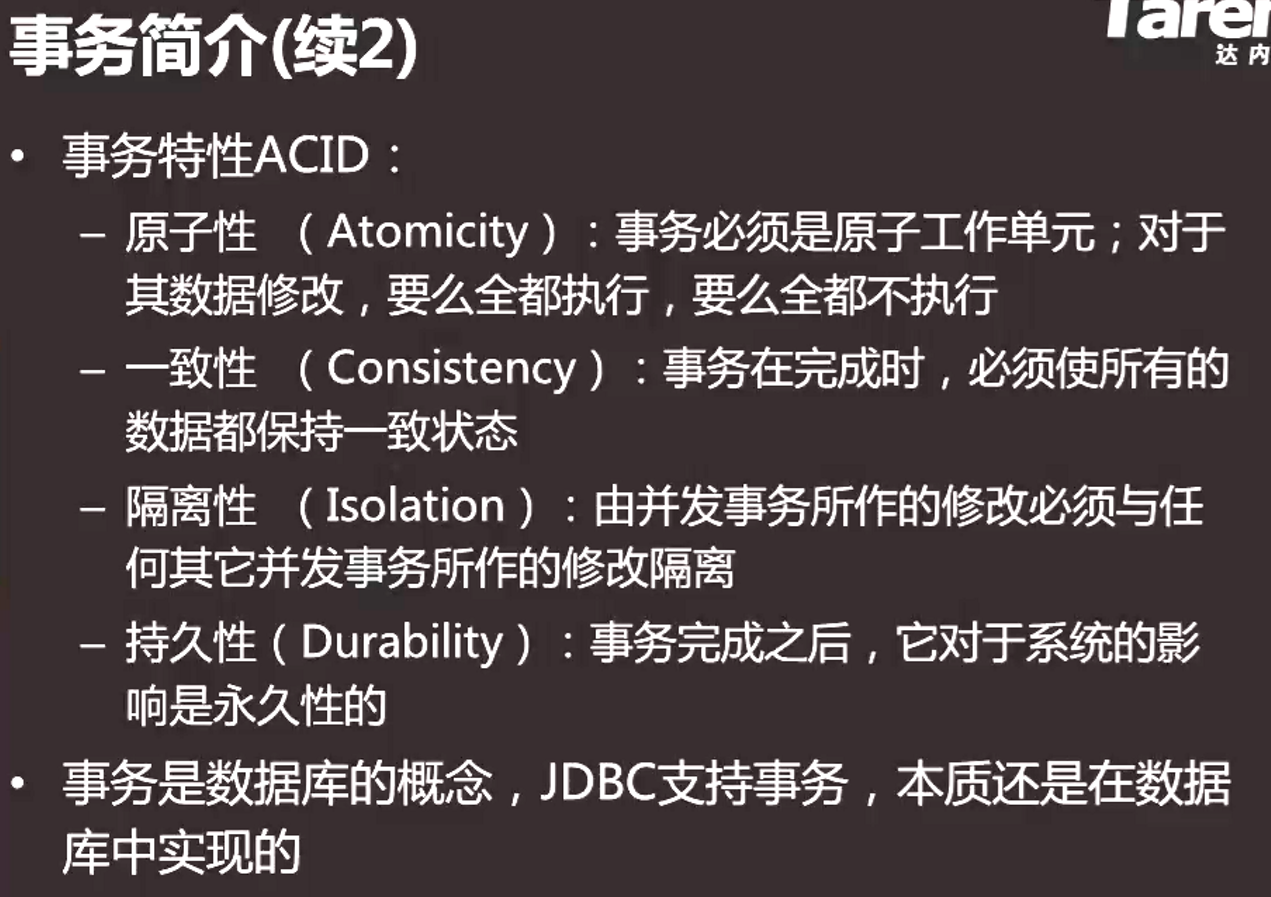 事务简介(续2)
达内
• 事务特性ACID：
– 原子性 （Atomicity）：事务必须是原子工作单元；对于
其数据修改，要么全都执行，要么全都不执行
– 一致性 （Consistency）：事务在完成时，必须使所有的
数据都保持一致状态
– 隔离性 （Isolation）：由并发事务所作的修改必须与任
何其它并发事务所作的修改隔离
– 持久性（Durability）：事务完成之后，它对于系统的影
响是永久性的
• 事务是数据库的概念，JDBC支持事务，本质还是在数据
库中实现的